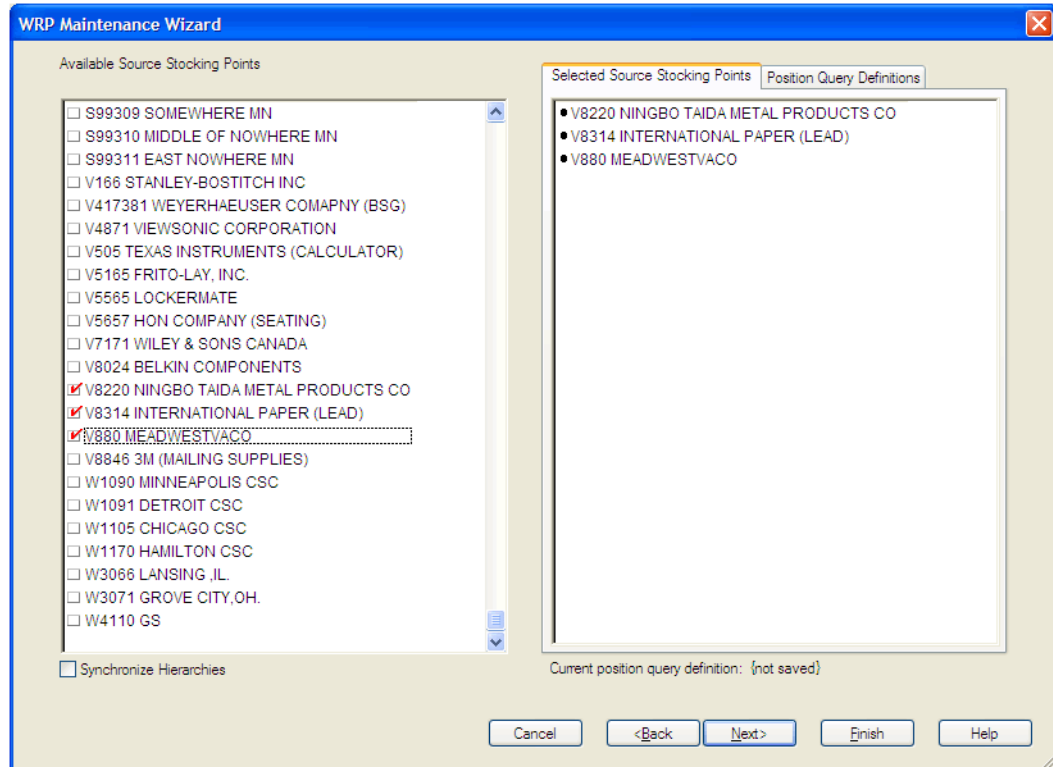 WRP Maintenance Wizard
Available Source Stocking Points
S99309 SOMEWHERE MN
S99310 MIDDLE OF NOWHERE MN
S99311 EAST NOWHERE MN
V166 STANLEY-BOSTITCH INC
V417381 WEYERHAEUSER COMAPNY (BSG)
V4871 VIEWSONIC CORPORATION
V505 TEXAS INSTRUMENTS (CALCULATOR)
V5165 FRITO-LAY, INC.
V5565 LOCKERMATE
V5657 HON COMPANY (SEATING)
V7171 WILEY & SONS CANADA
V8024 BELKIN COMPONENTS
V8220 NINGBO TAIDA METAL PRODUCTS CO
V8314 INTERNATIONAL PAPER (LEAD)
V880 MEADWESTVACO
V8846 3M (MAILING SUPPLIES)
W1090 MINNEAPOLIS CSC
W1091 DETROIT CSC
W1105 CHICAGO CSC
W1170 HAMILTON CSC
W3066 LANSING ,IL.
W3071 GROVE CITY,OH.
W4110 GS
Synchronize Hierarchies
Selected Source Stocking Points
Position Query Definitions
V8220 NINGBO TAIDA METAL PRODUCTS CO
V8314 INTERNATIONAL PAPER (LEAD)
V880 MEADWESTVACO
Current position query definition: {not saved}
Cancel
<Back
Next>
Finish
Help